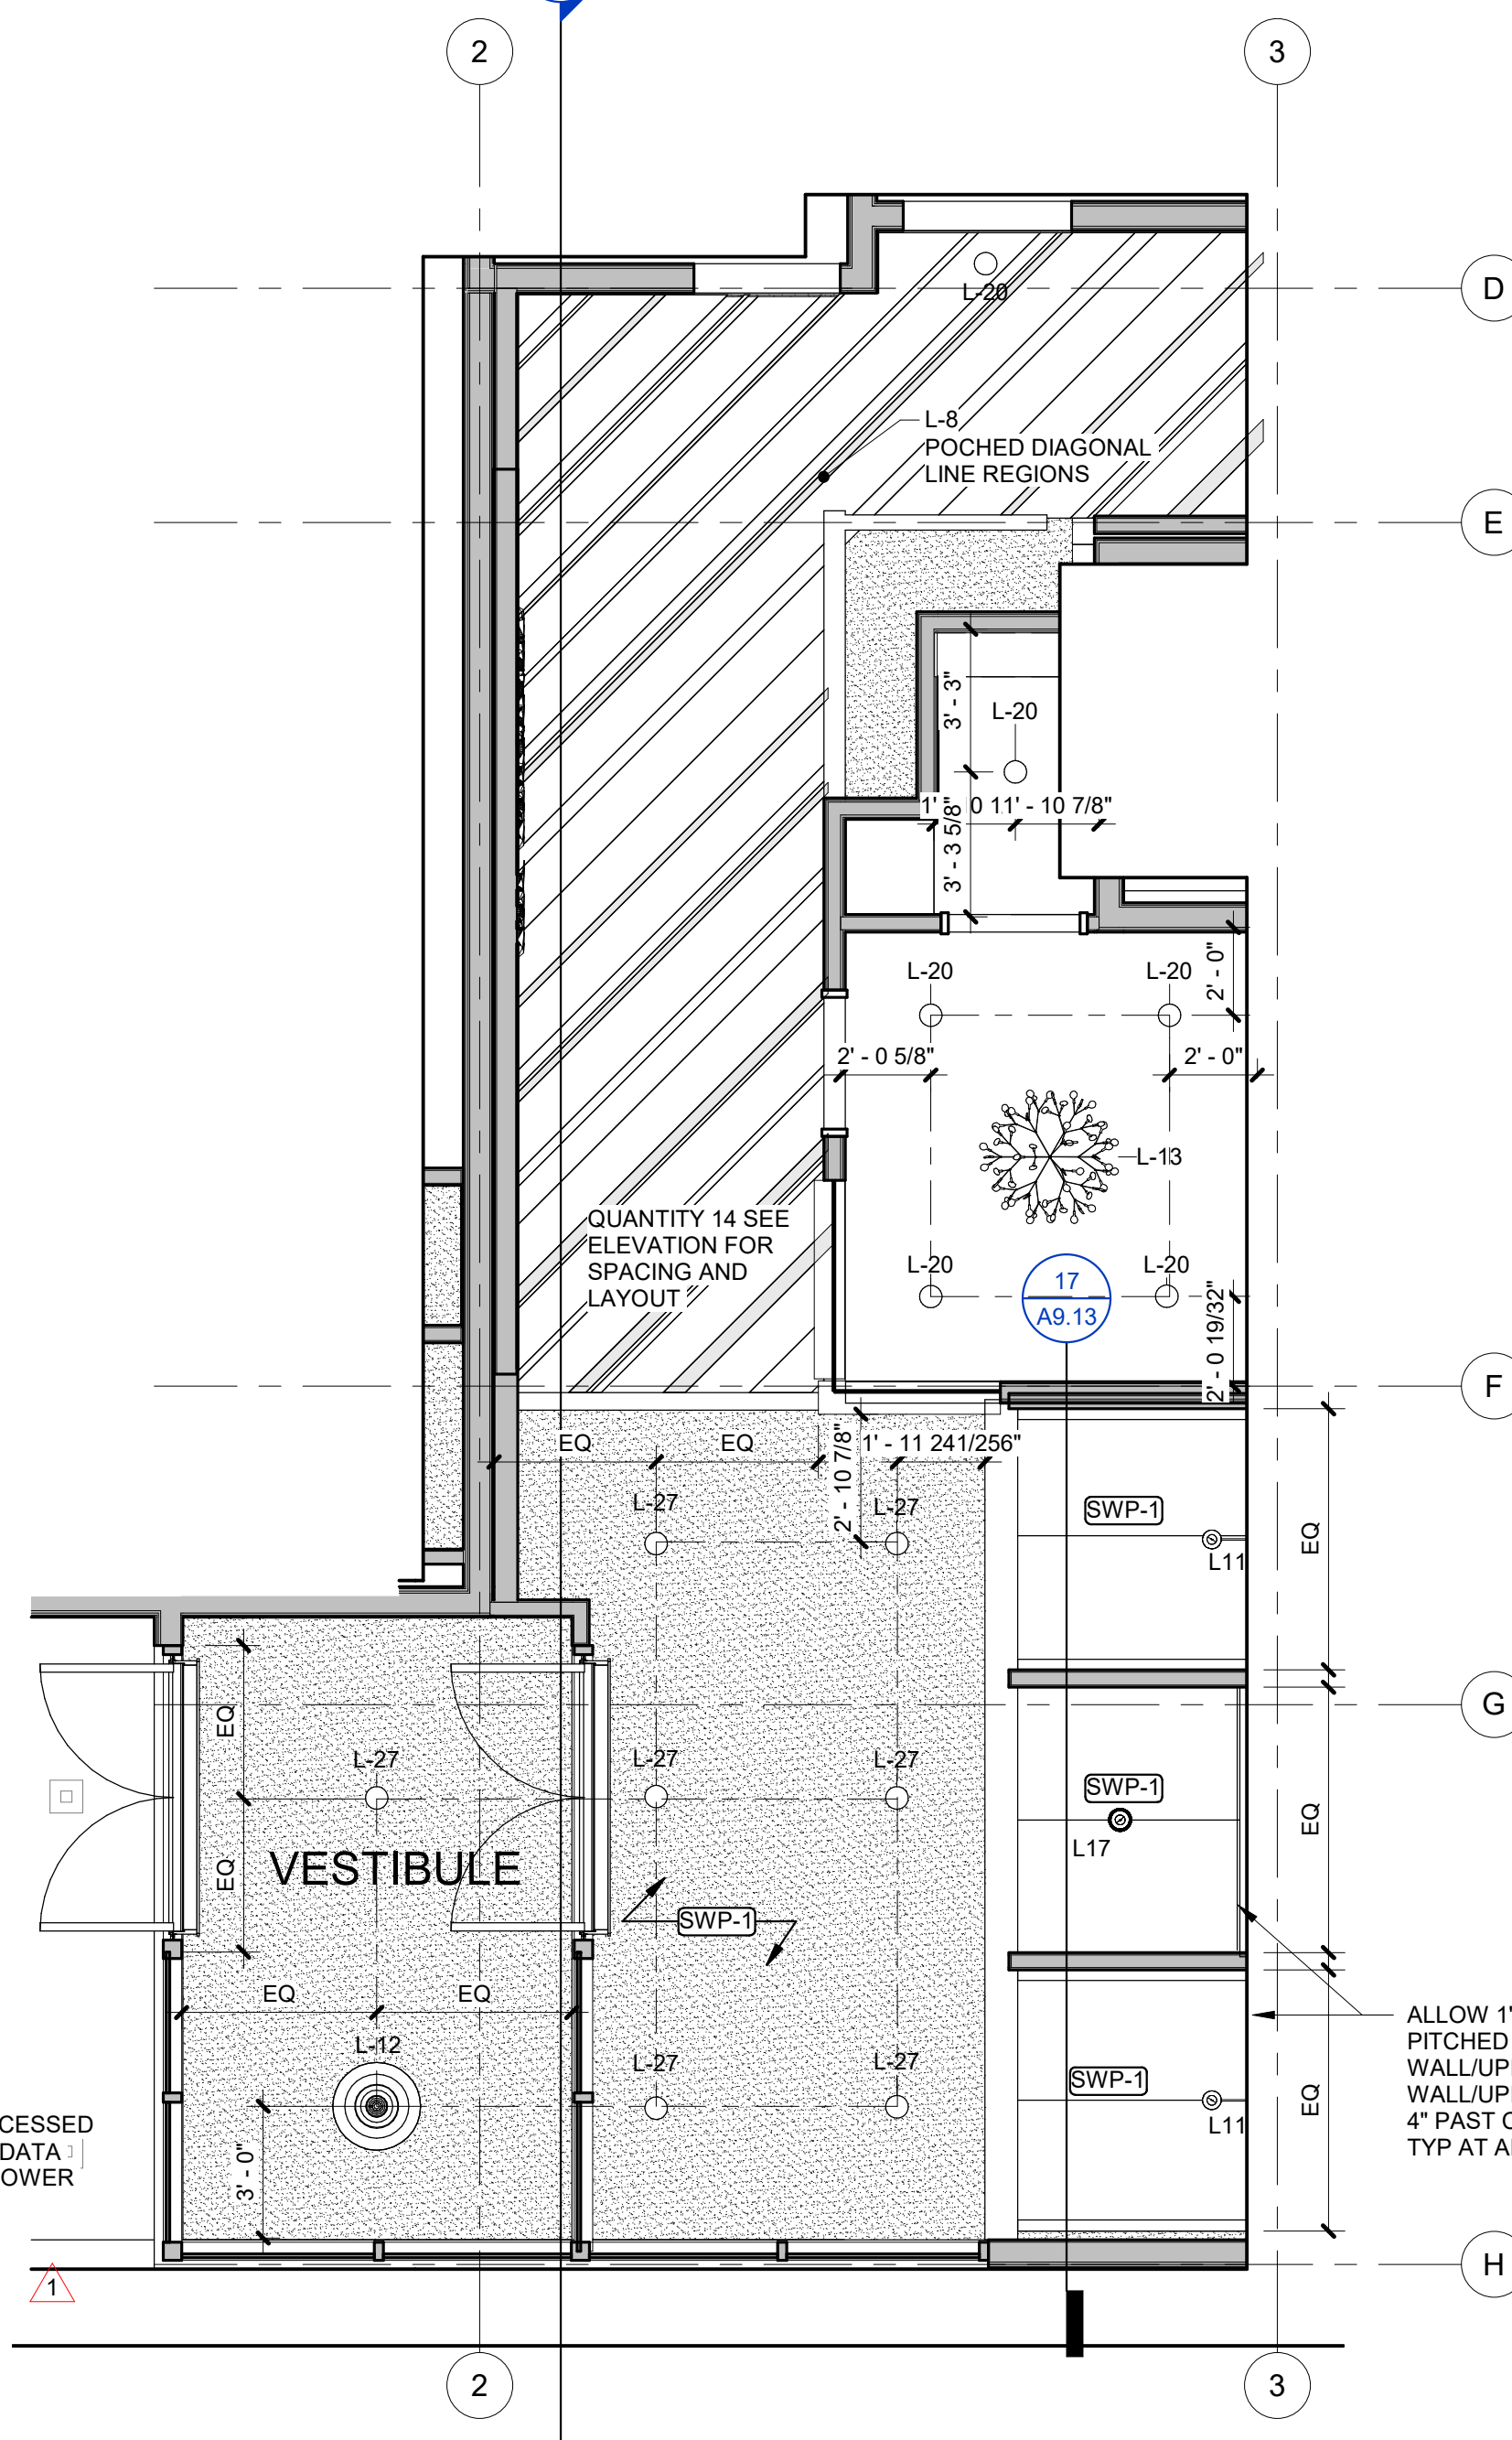 2
3
D
L-20
L-8
POCHED DIAGONAL
LINE REGIONS
E
3' - 3"
L-20
1'
0 11' - 10 7/8"
3' - 3 5/8"
L-20
L-20
2' - 0"
2' - 0 5/8"
2' - 0"
L-13
QUANTITY 14 SEE
ELEVATION FOR
SPACING AND
LAYOUT
L-20
L-20
17
A9.13
2' - 0 19/32"
F
EQ
EQ
1' - 11 241/256"
2' - 10 7/8"
L-27
L-27
SWP-1
L11
EQ
G
EQ
L-27
L-27
L-27
SWP-1
L17
EQ
EQ
VESTIBULE
SWP-1
EQ
EQ
L-12
L-27
L-27
SWP-1
L11
EQ
3' - 0"
ALLOW 1"
PITCHED
WALL/UP
WALL/UP
4" PAST C
TYP AT A
CESSED
DATA
OWER
H
1
2
3